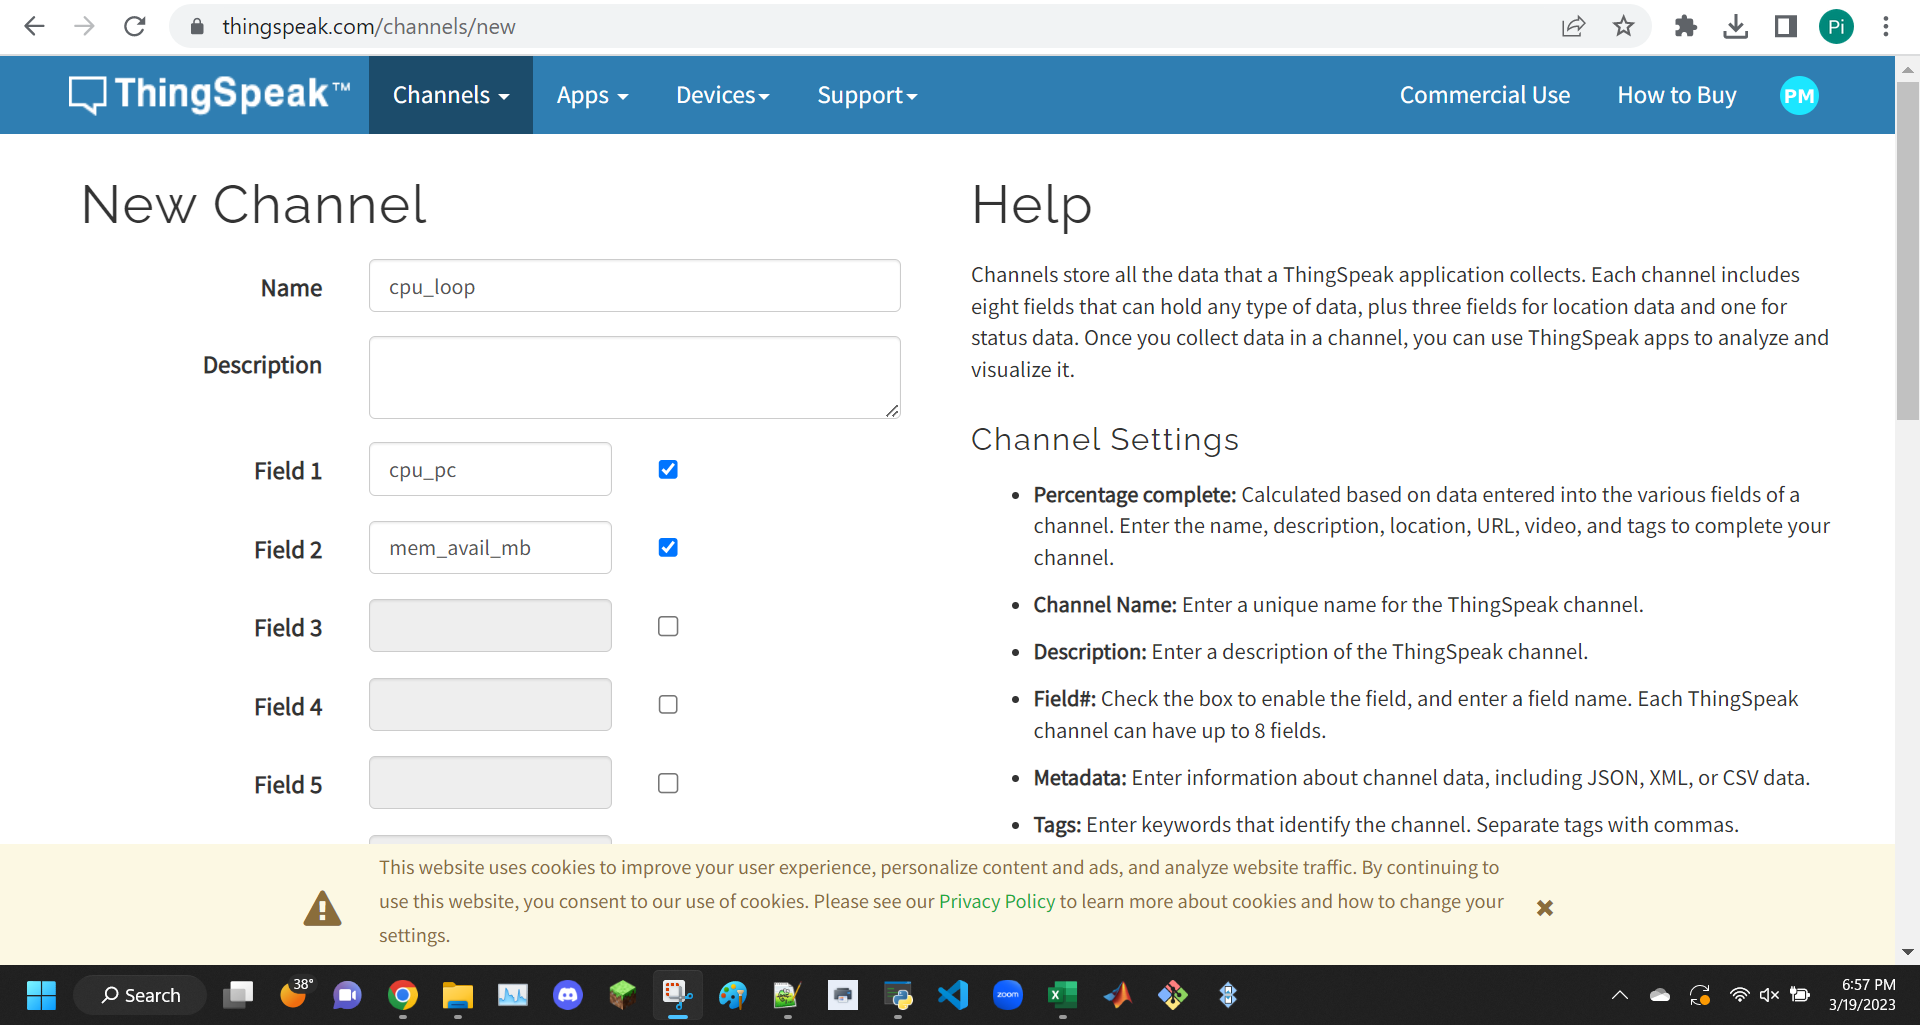 thingspeak.com/channels/new
Pi
ThingSpeak™
Channels
Apps
Devices
Support
Commercial Use
How to Buy
PM
New Channel
Name
cpu_loop
Description
Field 1
cpu_pc
Field 2
mem_avail_mb
Field 3
Field 4
Field 5
Help
Channels store all the data that a ThingSpeak application collects. Each channel includes
eight fields that can hold any type of data, plus three fields for location data and one for
status data. Once you collect data in a channel, you can use ThingSpeak apps to analyze and
visualize it.
Channel Settings
• Percentage complete: Calculated based on data entered into the various fields of a
channel. Enter the name, description, location, URL, video, and tags to complete your
channel.
• Channel Name: Enter a unique name for the ThingSpeak channel.
• Description: Enter a description of the ThingSpeak channel.
• Field#: Check the box to enable the field, and enter a field name. Each ThingSpeak
channel can have up to 8 fields.
• Metadata: Enter information about channel data, including JSON, XML, or CSV data.
• Tags: Enter keywords that identify the channel. Separate tags with commas.
This website uses cookies to improve your user experience, personalize content and ads, and analyze website traffic. By continuing to
use this website, you consent to our use of cookies. Please see our Privacy Policy to learn more about cookies and how to change your
settings.
Search
38°
zoom
6:57 PM
3/19/2023